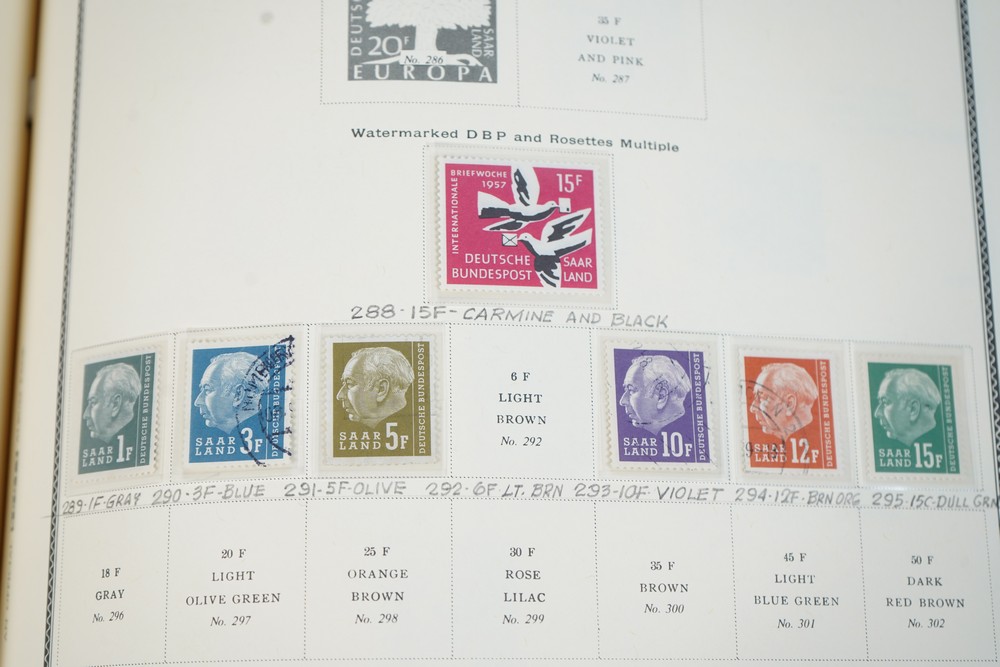 DEUTSCHE
20F
SAAR
LAND
No. 286
EUROPA
35 F
VIOLET
AND PINK
No. 287
Watermarked DBP and Rosettes Multiple
INTERNATIONALE
BRIEFWOCHE
1957
15F
DEUTSCHE
BUNDESPOST
SAAR
LAND
288-15F-CARMINE AND BLACK
SAAR
LAND 1F
DEUTSCHE BUNDESPOST
SAAR
LAND 3F
DEUTSCHE BUNDESPOST
SAAR
LAND 5F
DEUTSCHE BUNDESPOST
6 F
LIGHT
BROWN
No. 292
SAAR
LAND 10F
DEUTSCHE BUNDESPOST
SAAR
LAND 12F
DEUTSCHE BUNDESPOST
SAAR
LAND 15F
DEUTSCHE BUNDESPOST
289-1F-GRAY 290-3F-BLUE 291-5F-OLIVE 292-6F LT. BRN 293-10F VIOLET 294-12F-BRN ORG 295-15C-DULL GRN
18 F
GRAY
No. 296
20 F
LIGHT
OLIVE GREEN
No. 297
25 F
ORANGE
BROWN
No. 298
30 F
ROSE
LILAC
No. 299
35 F
BROWN
No. 300
45 F
LIGHT
BLUE GREEN
No. 301
50 F
DARK
RED BROWN
No. 302